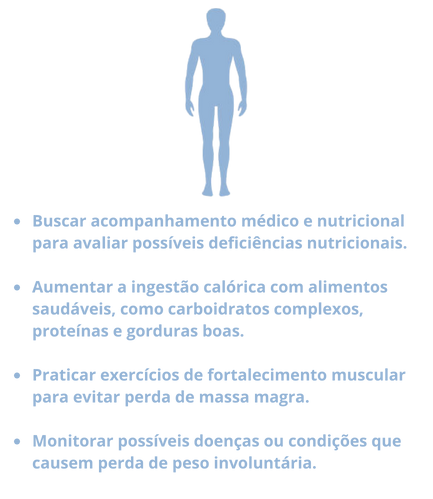 • Buscar acompanhamento médico e nutricional
para avaliar possíveis deficiências nutricionais.
• Aumentar a ingestão calórica com alimentos
saudáveis, como carboidratos complexos,
proteínas e gorduras boas.
• Praticar exercícios de fortalecimento muscular
para evitar perda de massa magra.
• Monitorar possíveis doenças ou condições que
causem perda de peso involuntária.